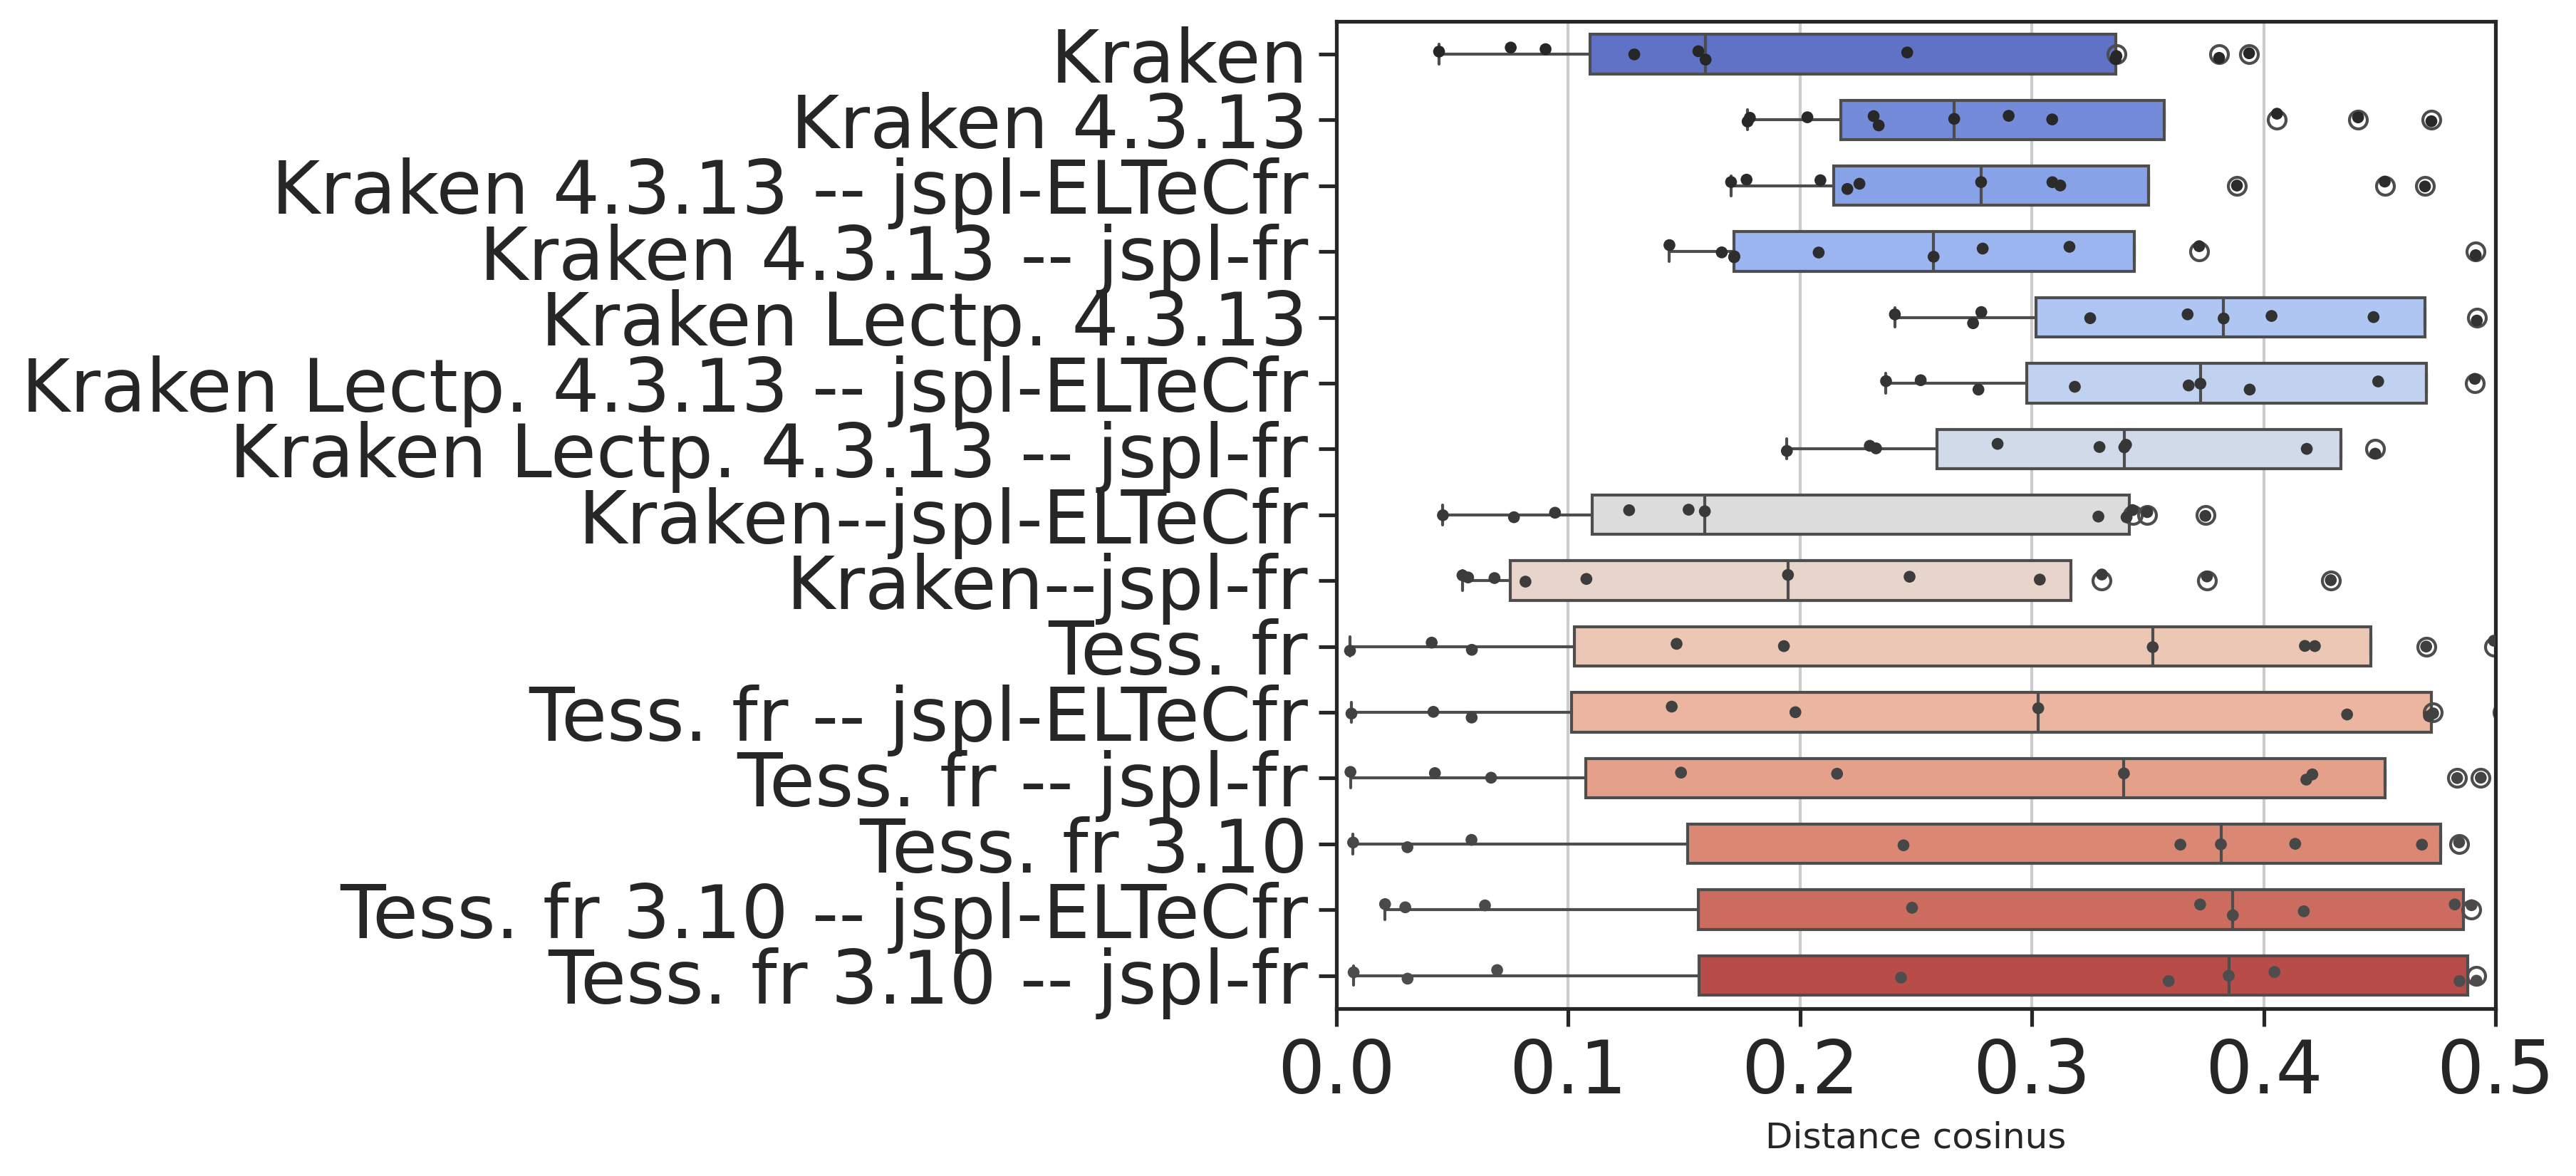 Kraken
Kraken 4.3.13
Kraken 4.3.13 -- jspl-ELTeCfr
Kraken 4.3.13 -- jspl-fr
Kraken Lectp. 4.3.13
Kraken Lectp. 4.3.13 -- jspl-ELTeCfr
Kraken Lectp. 4.3.13 -- jspl-fr
Kraken--jspl-ELTeCfr
Kraken--jspl-fr
Tess. fr
Tess. fr -- jspl-ELTeCfr
Tess. fr -- jspl-fr
Tess. fr 3.10
Tess. fr 3.10 -- jspl-ELTeCfr
Tess. fr 3.10 -- jspl-fr
0.0 0.1 0.2 0.3 0.4 0.5
Distance cosinus